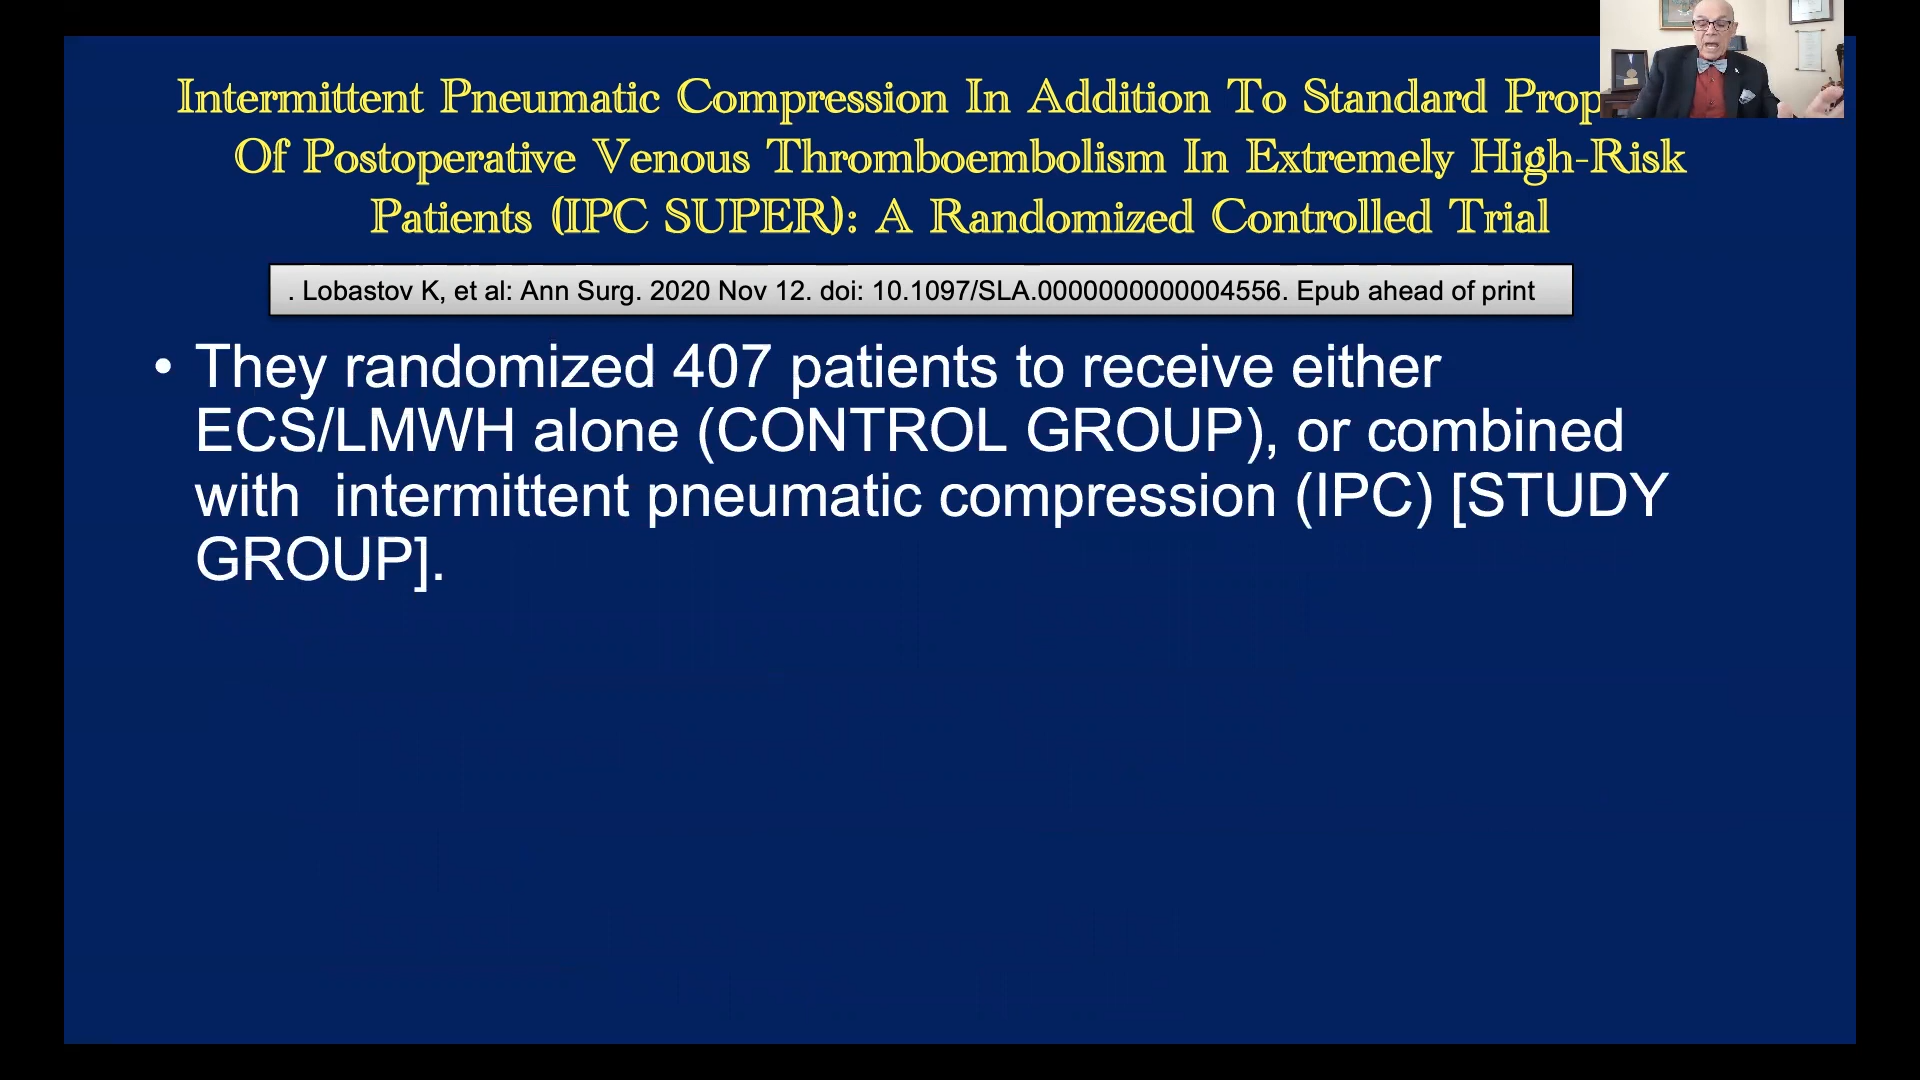 Intermittent Pneumatic Compression In Addition To Standard
Of Postoperative Venous Thromboembolism In Extremely High-Risk
Patients (IPC SUPER): A Randomized Controlled Trial
. Lobastov K, et al: Ann Surg. 2020 Nov 12. doi: 10.1097/SLA.0000000000004556. Epub ahead of print
• They randomized 407 patients to receive either
ECS/LMWH alone (CONTROL GROUP), or combined
with intermittent pneumatic compression (IPC) [STUDY
GROUP].